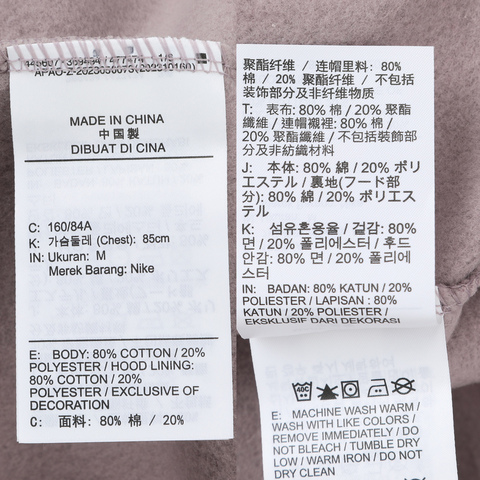 MADE IN CHINA
中國製
DIBUAT DI CINA
C: 160/84A
K: 가슴둘레 (Chest): 85cm
IN: Ukuran: M
Merek Barang: Nike
E: BODY: 80% COTTON / 20%
POLYESTER / HOOD LINING:
80% COTTON / 20%
POLYESTER / EXCLUSIVE OF
DECORATION
C: 面料: 80% 棉 / 20%
聚酯纤维 / 连帽里料: 80%
棉 / 20% 聚酯纤维 / 不包括
装饰部分及非纤维物质
T: 表布: 80% 棉 / 20% 聚酯
纖維 / 連帽襯裡: 80% 棉 /
20% 聚酯纖維 / 不包括裝飾部
分及非紡織材料
J: 本体: 80% 綿 / 20% ポリ
エステル / 裏地(フード部
分): 80% 綿 / 20% ポリエス
テル
K: 섬유혼용율 / 겉감: 80%
면 / 20% 폴리에스터 / 후드
안감: 80% 면 / 20% 폴리에
스터
IN: BADAN: 80% KATUN / 20%
POLIESTER / LAPISAN : 80%
KATUN / 20% POLIESTER /
EKSKLUSIF DARI DEKORASI
40C
E: MACHINE WASH WARM /
WASH WITH LIKE COLORS /
REMOVE IMMEDIATELY / DO
NOT BLEACH / TUMBLE DRY
LOW / WARM IRON / DO NOT
DRY CLEAN